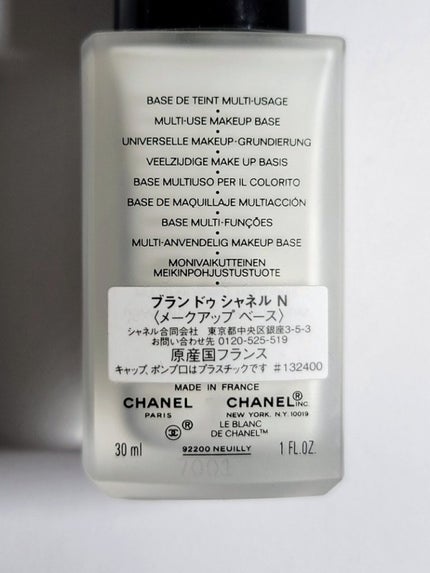 BASE DE TEINT MULTI-USAGE
MULTI-USE MAKEUP BASE
UNIVERSELLE MAKEUP-GRUNDIERUNG
VEELZIJDIGE MAKE UP BASIS
BASE MULTIUSO PER IL COLORITO
BASE DE MAQUILLAJE MULTIACCIÓN
BASE MULTI-FUNÇÕES
MULTI-ANVENDELIG MAKEUP BASE
MONIVAIKUTTEINEN
MEIKINPOHJUSTUSTUOTE
ブラン ドゥ シャネル N
〈メークアップ ベース〉
シャネル合同会社 東京都中央区銀座3-5-3
お問い合わせ先 0120-525-519
原産国フランス
キャップ、ポンプ口はプラスチックです #132400
MADE IN FRANCE
CHANEL CHANEL® INC.
PARIS NEW YORK, N.Y. 10019
® LE BLANC
DE CHANEL™
30 ml 92200 NEUILLY 1 FL.OZ.